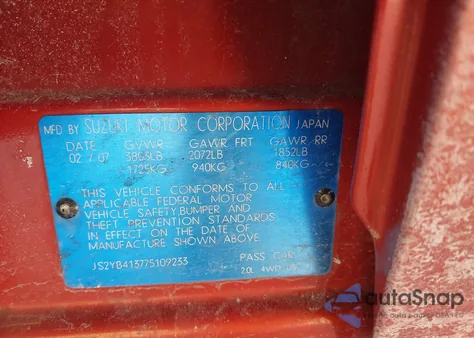 MFD BY SUZUKI MOTOR CORPORATION JAPAN
DATE GVWR GAWR FRT GAWR RR
02 / 07 3803LB 2072LB 1852LB
1725KG 940KG 840KG
THIS VEHICLE CONFORMS TO ALL
APPLICABLE FEDERAL MOTOR
VEHICLE SAFETY,BUMPER AND
THEFT PREVENTION STANDARDS
IN EFFECT ON THE DATE OF
MANUFACTURE SHOWN ABOVE.
JS2YB413775109233 PASS CAR
2.0L 4WD
autoSnap